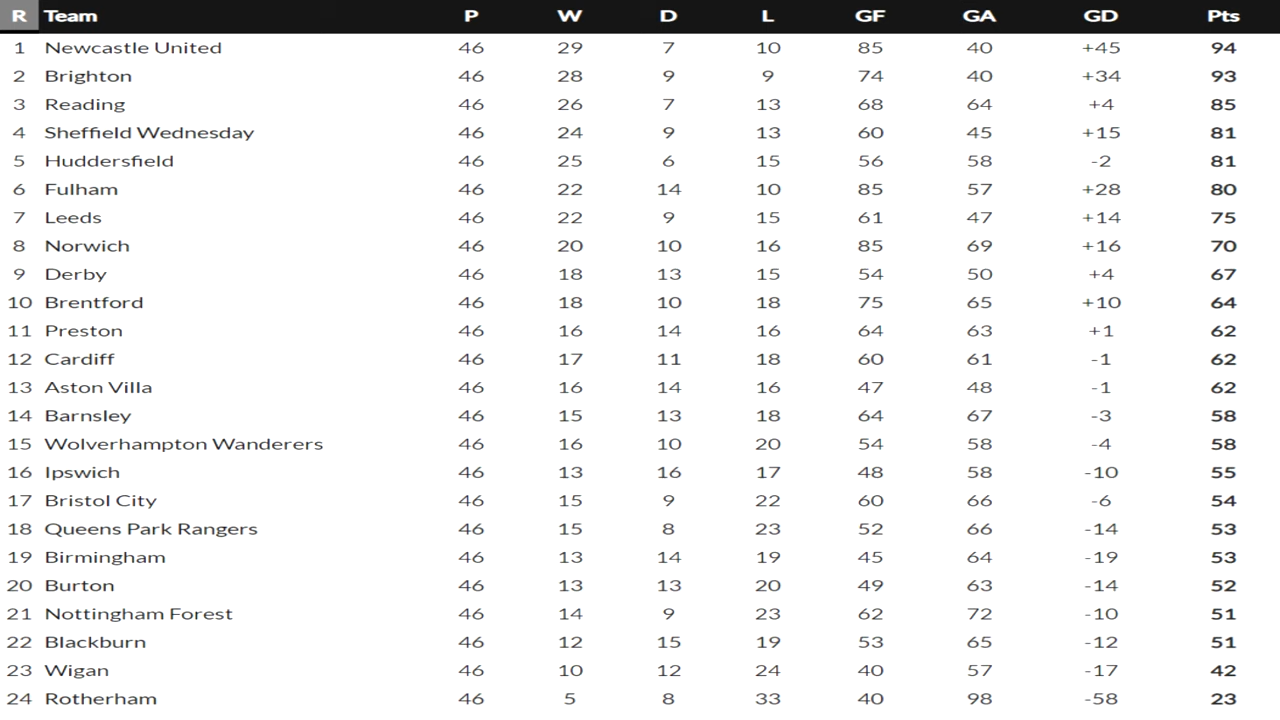 R Team P W D L GF GA GD Pts
1 Newcastle United 46 29 7 10 85 40 +45 94
2 Brighton 46 28 9 9 74 40 +34 93
3 Reading 46 26 7 13 68 64 +4 85
4 Sheffield Wednesday 46 24 9 13 60 45 +15 81
5 Huddersfield 46 25 6 15 56 58 -2 81
6 Fulham 46 22 14 10 85 57 +28 80
7 Leeds 46 22 9 15 61 47 +14 75
8 Norwich 46 20 10 16 85 69 +16 70
9 Derby 46 18 13 15 54 50 +4 67
10 Brentford 46 18 10 18 75 65 +10 64
11 Preston 46 16 14 16 64 63 +1 62
12 Cardiff 46 17 11 18 60 61 -1 62
13 Aston Villa 46 16 14 16 47 48 -1 62
14 Barnsley 46 15 13 18 64 67 -3 58
15 Wolverhampton Wanderers 46 16 10 20 54 58 -4 58
16 Ipswich 46 13 16 17 48 58 -10 55
17 Bristol City 46 15 9 22 60 66 -6 54
18 Queens Park Rangers 46 15 8 23 52 66 -14 53
19 Birmingham 46 13 14 19 45 64 -19 53
20 Burton 46 13 13 20 49 63 -14 52
21 Nottingham Forest 46 14 9 23 62 72 -10 51
22 Blackburn 46 12 15 19 53 65 -12 51
23 Wigan 46 10 12 24 40 57 -17 42
24 Rotherham 46 5 8 33 40 98 -58 23